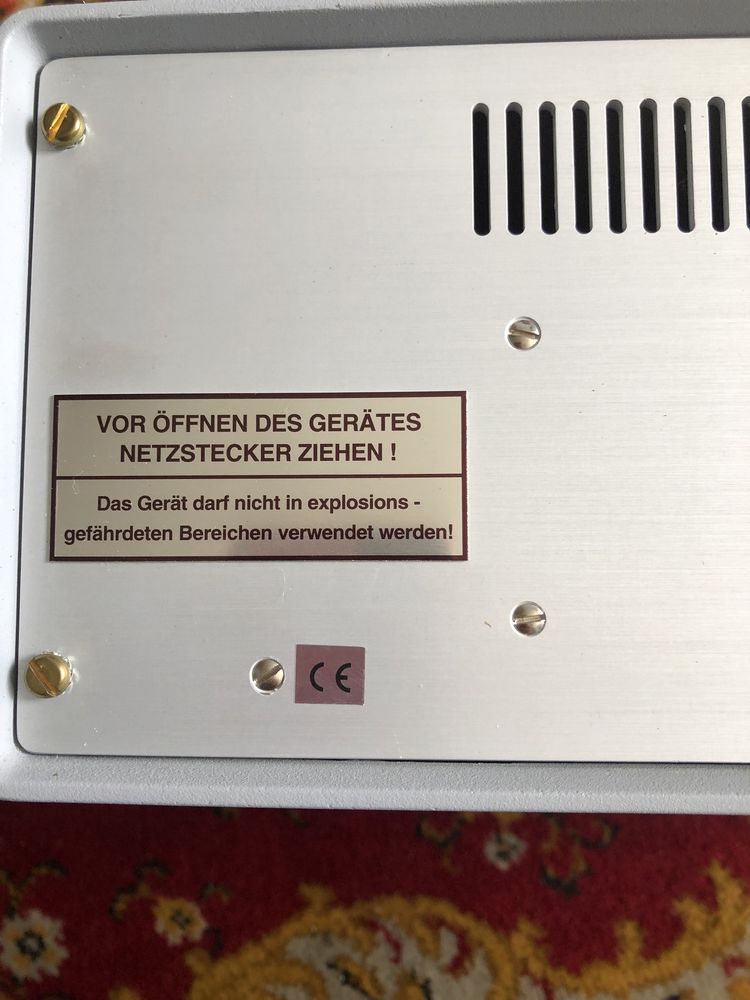 VOR ÖFFNEN DES GERÄTES
NETZSTECKER ZIEHEN !
Das Gerät darf nicht in explosions -
gefährdeten Bereichen verwendet werden!
CE